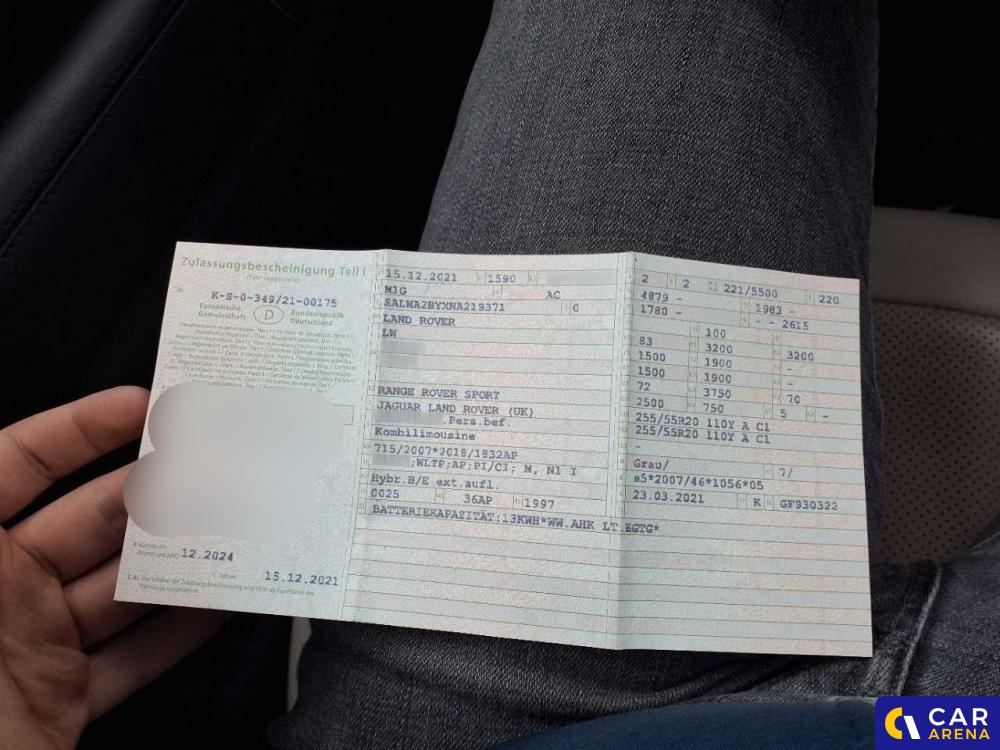 Zulassungsbescheinigung Teil I
(Fahrzeugschein)
K-S-0-348/21-00175
Europäische Gemeinschaft
D
Bundesrepublik Deutschland
12.2024
15.12.2021
15.12.2021 1590
M1G AC
SALWA2BYXNA219371 0
LAND ROVER
LW
RANGE ROVER SPORT
JAGUAR LAND ROVER (UK)
.Pers.bef.
Kombilimousine
715/2007*2018/1832AP
;WLTP;AP;PI/CI; M, N1 I
Hybr.B/E ext.aufl.
0025 36AP 1997
BATTERIEKAPAZITÄT:13KWH*WW.AHK LT.EGTG*
2 2 221/5500 220
4879 - 1983 -
1780 - - - 2615
100
83 3200 3200
1500 1900 -
1500 1900 -
72 3750 70
2500 750 5 -
255/55R20 110Y A C1
255/55R20 110Y A C1
-
Grau/ 7/
e5*2007/46*1056*05
23.03.2021 K GF930322
CAR
ARENA